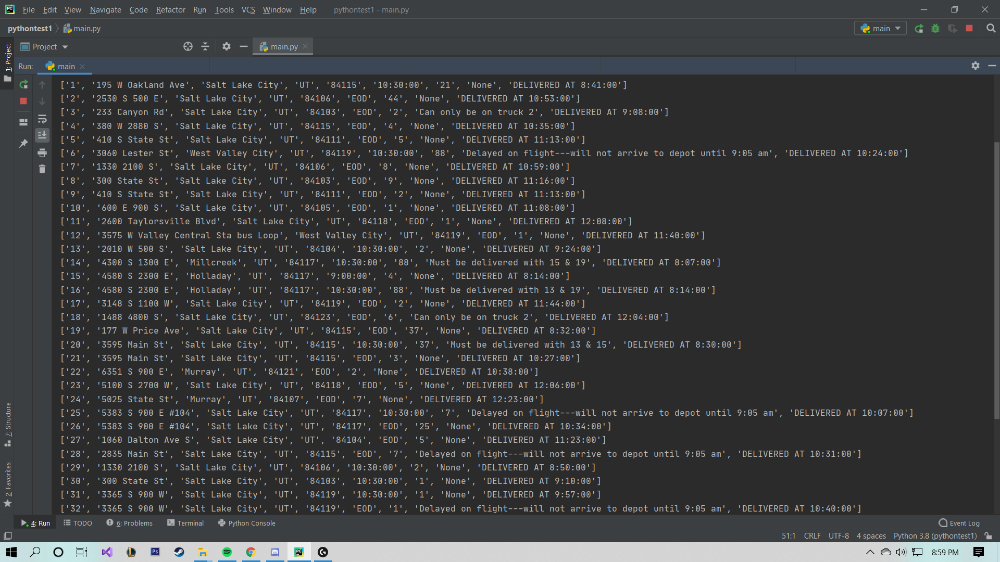 PC File Edit View Navigate Code Refactor Run Tools VCS Window Help pythontest1 - main.py
pythontest1 main.py main
1: Project Project main.py
Run: main
['1', '195 W Oakland Ave', 'Salt Lake City', 'UT', '84115', '10:30:00', '21', 'None', 'DELIVERED AT 8:41:00']
['2', '2530 S 500 E', 'Salt Lake City', 'UT', '84106', 'EOD', '44', 'None', 'DELIVERED AT 10:53:00']
['3', '233 Canyon Rd', 'Salt Lake City', 'UT', '84103', 'EOD', '2', 'Can only be on truck 2', 'DELIVERED AT 9:08:00']
['4', '380 W 2880 S', 'Salt Lake City', 'UT', '84115', 'EOD', '4', 'None', 'DELIVERED AT 10:35:00']
['5', '410 S State St', 'Salt Lake City', 'UT', '84111', 'EOD', '5', 'None', 'DELIVERED AT 11:13:00']
['6', '3060 Lester St', 'West Valley City', 'UT', '84119', '10:30:00', '88', 'Delayed on flight---will not arrive to depot until 9:05 am', 'DELIVERED AT 10:24:00']
['7', '1330 2100 S', 'Salt Lake City', 'UT', '84106', 'EOD', '8', 'None', 'DELIVERED AT 10:59:00']
['8', '300 State St', 'Salt Lake City', 'UT', '84103', 'EOD', '9', 'None', 'DELIVERED AT 11:16:00']
['9', '410 S State St', 'Salt Lake City', 'UT', '84111', 'EOD', '2', 'None', 'DELIVERED AT 11:13:00']
['10', '600 E 900 S', 'Salt Lake City', 'UT', '84105', 'EOD', '1', 'None', 'DELIVERED AT 11:08:00']
['11', '2600 Taylorsville Blvd', 'Salt Lake City', 'UT', '84118', 'EOD', '1', 'None', 'DELIVERED AT 12:08:00']
['12', '3575 W Valley Central Sta bus Loop', 'West Valley City', 'UT', '84119', 'EOD', '1', 'None', 'DELIVERED AT 11:40:00']
['13', '2010 W 500 S', 'Salt Lake City', 'UT', '84104', '10:30:00', '2', 'None', 'DELIVERED AT 9:24:00']
['14', '4300 S 1300 E', 'Millcreek', 'UT', '84117', '10:30:00', '88', 'Must be delivered with 15 & 19', 'DELIVERED AT 8:07:00']
['15', '4580 S 2300 E', 'Holladay', 'UT', '84117', '9:00:00', '4', 'None', 'DELIVERED AT 8:14:00']
['16', '4580 S 2300 E', 'Holladay', 'UT', '84117', '10:30:00', '88', 'Must be delivered with 13 & 19', 'DELIVERED AT 8:14:00']
['17', '3148 S 1100 W', 'Salt Lake City', 'UT', '84119', 'EOD', '2', 'None', 'DELIVERED AT 11:44:00']
['18', '1488 4800 S', 'Salt Lake City', 'UT', '84123', 'EOD', '6', 'Can only be on truck 2', 'DELIVERED AT 12:04:00']
['19', '177 W Price Ave', 'Salt Lake City', 'UT', '84115', 'EOD', '37', 'None', 'DELIVERED AT 8:32:00']
['20', '3595 Main St', 'Salt Lake City', 'UT', '84115', '10:30:00', '37', 'Must be delivered with 13 & 15', 'DELIVERED AT 8:30:00']
['21', '3595 Main St', 'Salt Lake City', 'UT', '84115', 'EOD', '3', 'None', 'DELIVERED AT 10:27:00']
['22', '6351 S 900 E', 'Murray', 'UT', '84121', 'EOD', '2', 'None', 'DELIVERED AT 10:38:00']
['23', '5100 S 2700 W', 'Salt Lake City', 'UT', '84118', 'EOD', '5', 'None', 'DELIVERED AT 12:06:00']
['24', '5025 State St', 'Murray', 'UT', '84107', 'EOD', '7', 'None', 'DELIVERED AT 12:23:00']
['25', '5383 S 900 E #104', 'Salt Lake City', 'UT', '84117', '10:30:00', '7', 'Delayed on flight---will not arrive to depot until 9:05 am', 'DELIVERED AT 10:07:00']
['26', '5383 S 900 E #104', 'Salt Lake City', 'UT', '84117', 'EOD', '25', 'None', 'DELIVERED AT 10:34:00']
['27', '1060 Dalton Ave S', 'Salt Lake City', 'UT', '84104', 'EOD', '5', 'None', 'DELIVERED AT 11:23:00']
['28', '2835 Main St', 'Salt Lake City', 'UT', '84115', 'EOD', '7', 'Delayed on flight---will not arrive to depot until 9:05 am', 'DELIVERED AT 10:31:00']
['29', '1330 2100 S', 'Salt Lake City', 'UT', '84106', '10:30:00', '2', 'None', 'DELIVERED AT 8:50:00']
['30', '300 State St', 'Salt Lake City', 'UT', '84103', '10:30:00', '1', 'None', 'DELIVERED AT 9:10:00']
['31', '3365 S 900 W', 'Salt Lake City', 'UT', '84119', '10:30:00', '1', 'None', 'DELIVERED AT 9:57:00']
['32', '3365 S 900 W', 'Salt Lake City', 'UT', '84119', 'EOD', '1', 'Delayed on flight---will not arrive to depot until 9:05 am', 'DELIVERED AT 10:40:00']
7: Structure
2: Favorites
4: Run TODO 6: Problems Terminal Python Console Event Log
51:1 CRLF UTF-8 4 spaces Python 3.8 (pythontest1)
Ps PC 8:59 PM